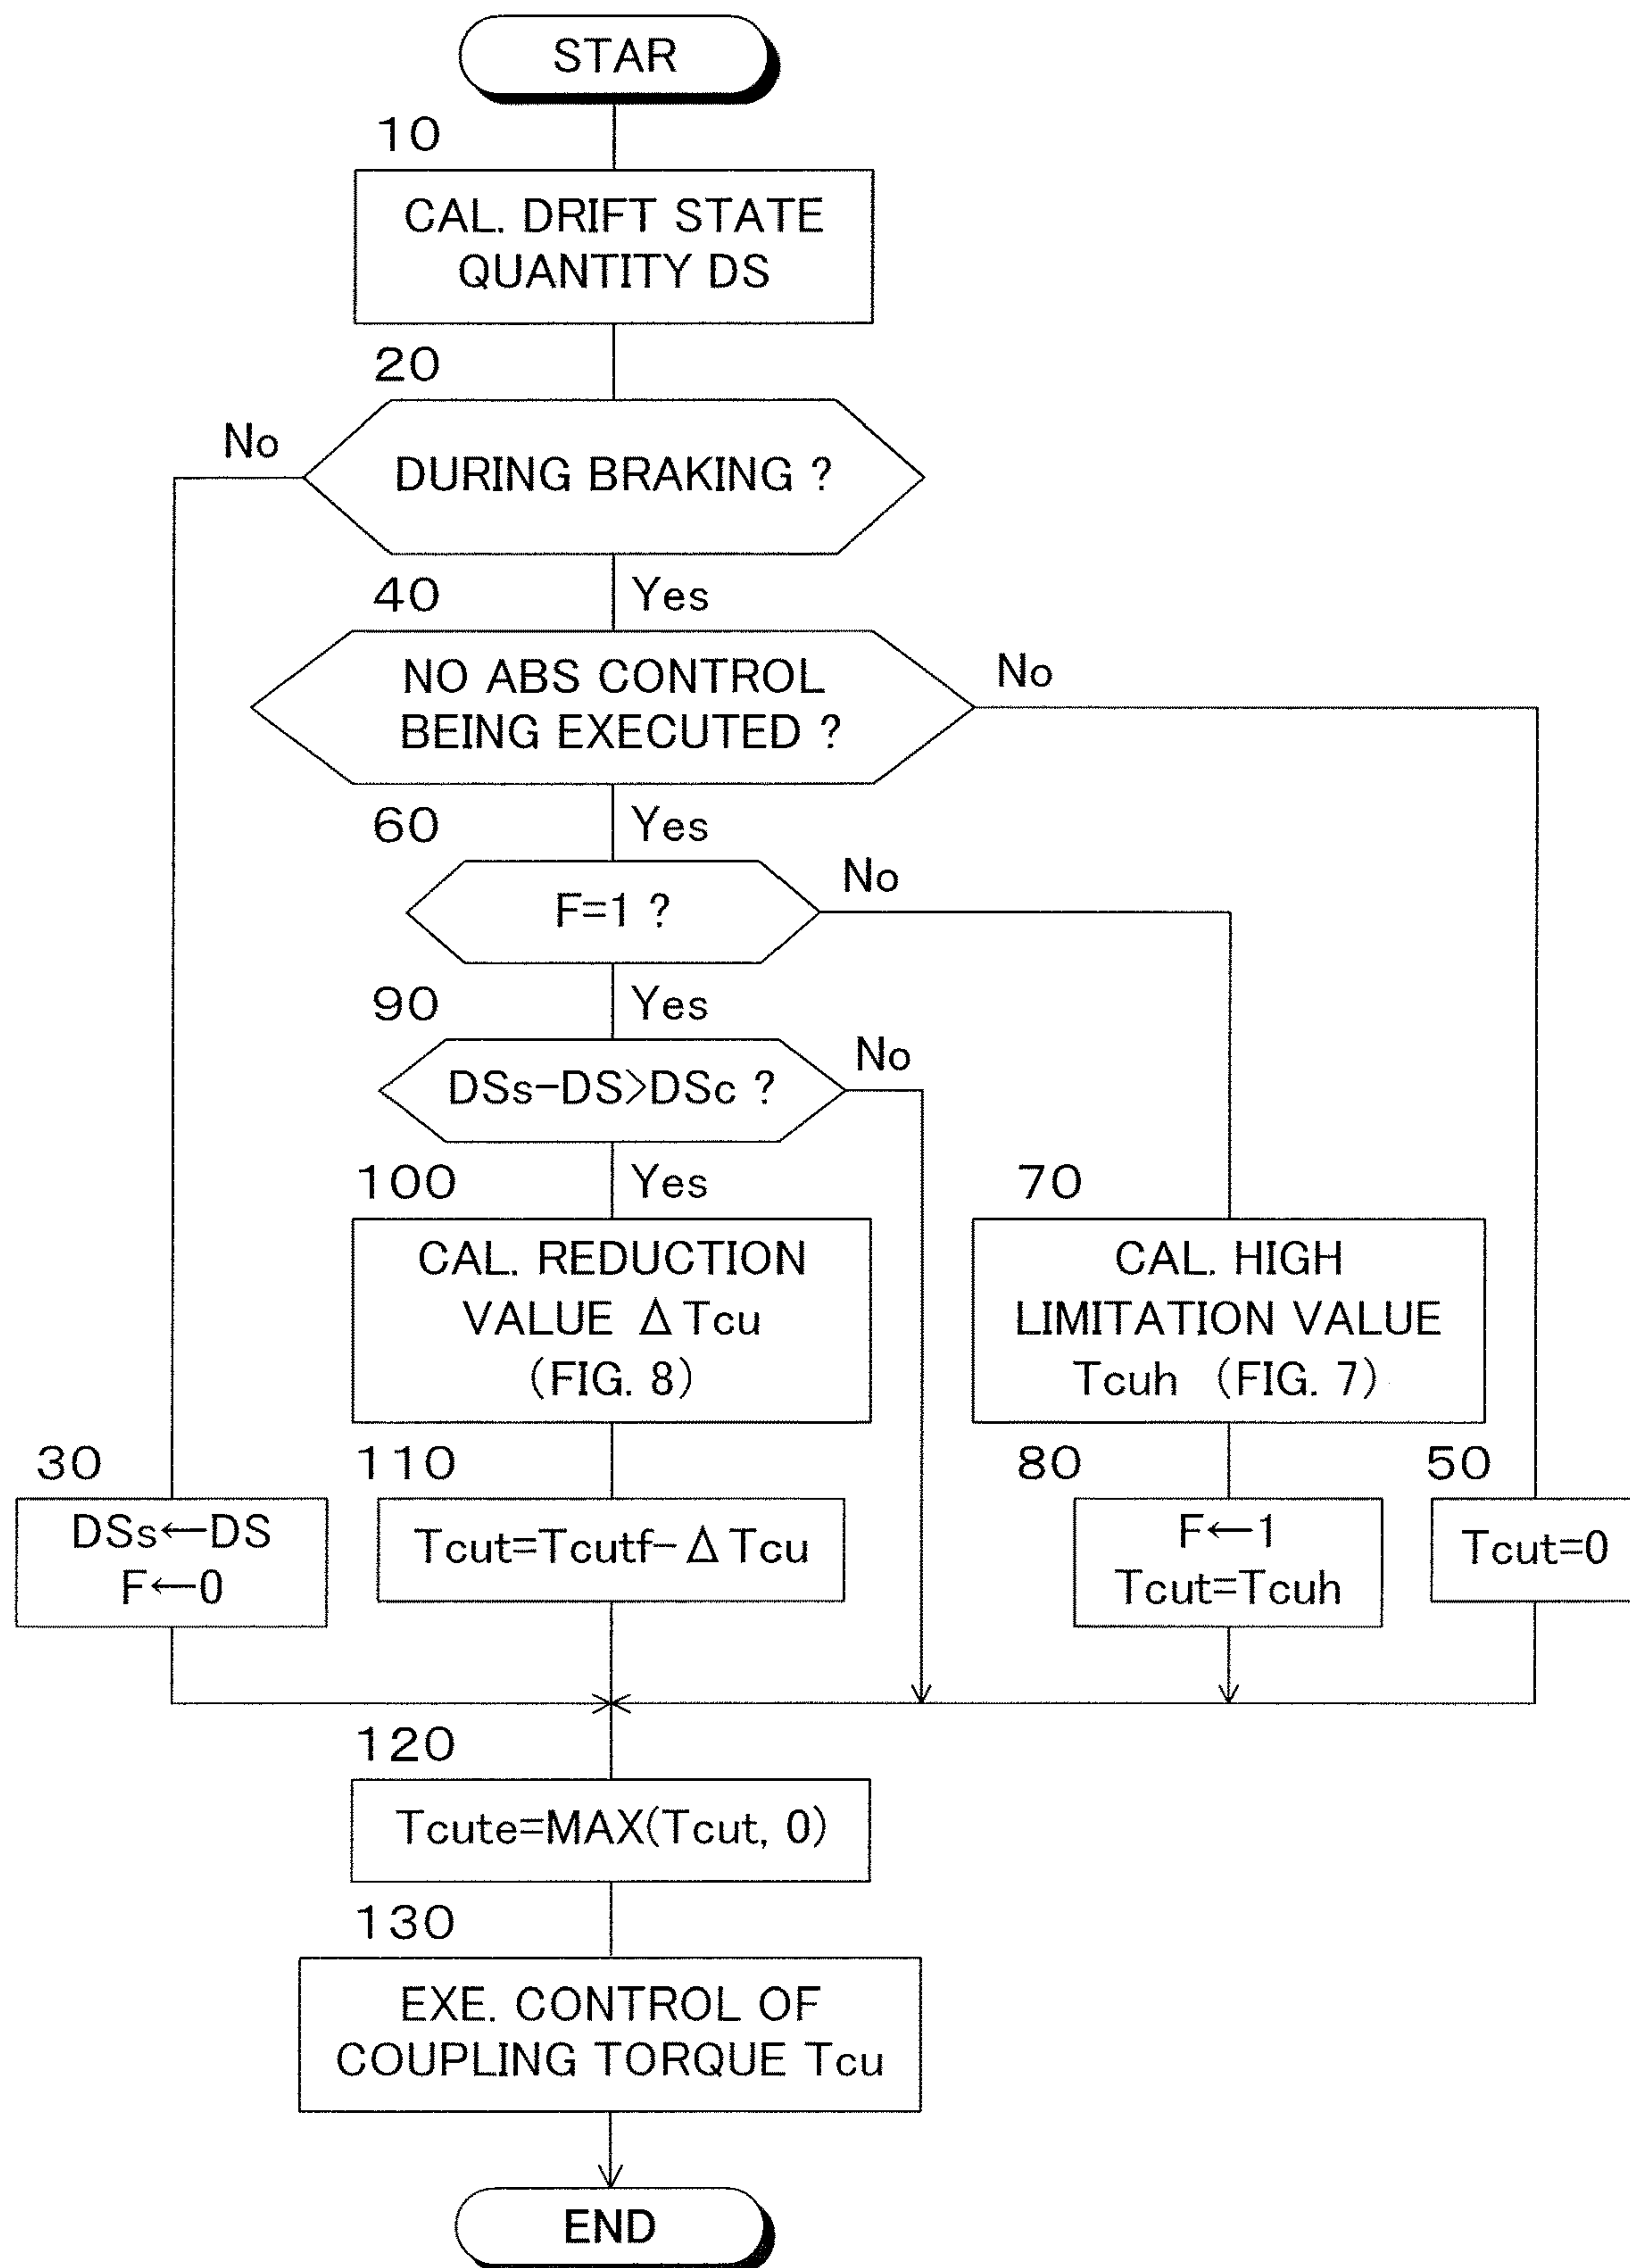 STAR
10
CAL. DRIFT STATE
QUANTITY DS
20
No
DURING BRAKING ?
40
Yes
NO ABS CONTROL
BEING EXECUTED ?
No
60
Yes
F=1 ?
No
90
Yes
DSs-DS>DSc ?
No
100
Yes
CAL. REDUCTION
VALUE Δ Tcu
(FIG. 8)
70
CAL. HIGH
LIMITATION VALUE
Tcuh (FIG. 7)
30
DSs←DS
F←0
110
Tcut=Tcutf-Δ Tcu
80
F←1
Tcut=Tcuh
50
Tcut=0
120
Tcute=MAX(Tcut, 0)
130
EXE. CONTROL OF
COUPLING TORQUE Tcu
END